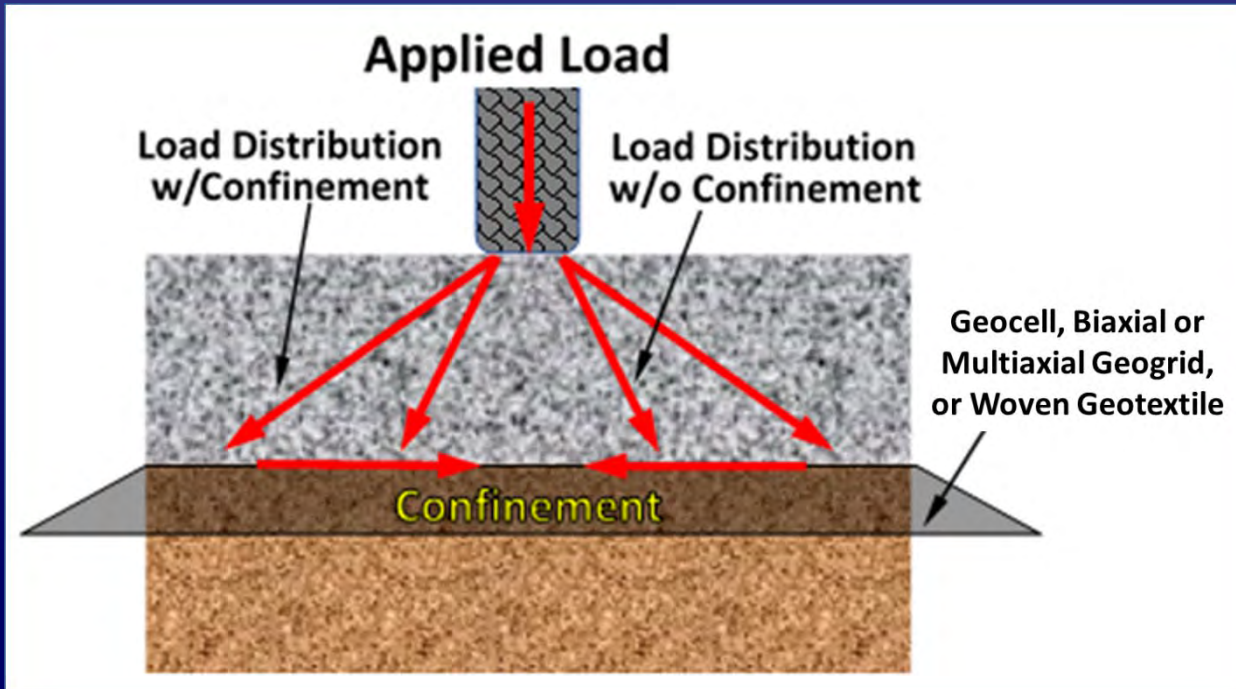 Applied Load
Load Distribution
w/Confinement
Load Distribution
w/o Confinement
Geocell, Biaxial or
Multiaxial Geogrid,
or Woven Geotextile
Confinement